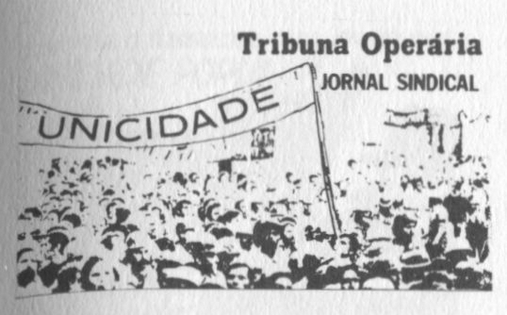 Tribuna Operária
JORNAL SINDICAL
UNICIDADE